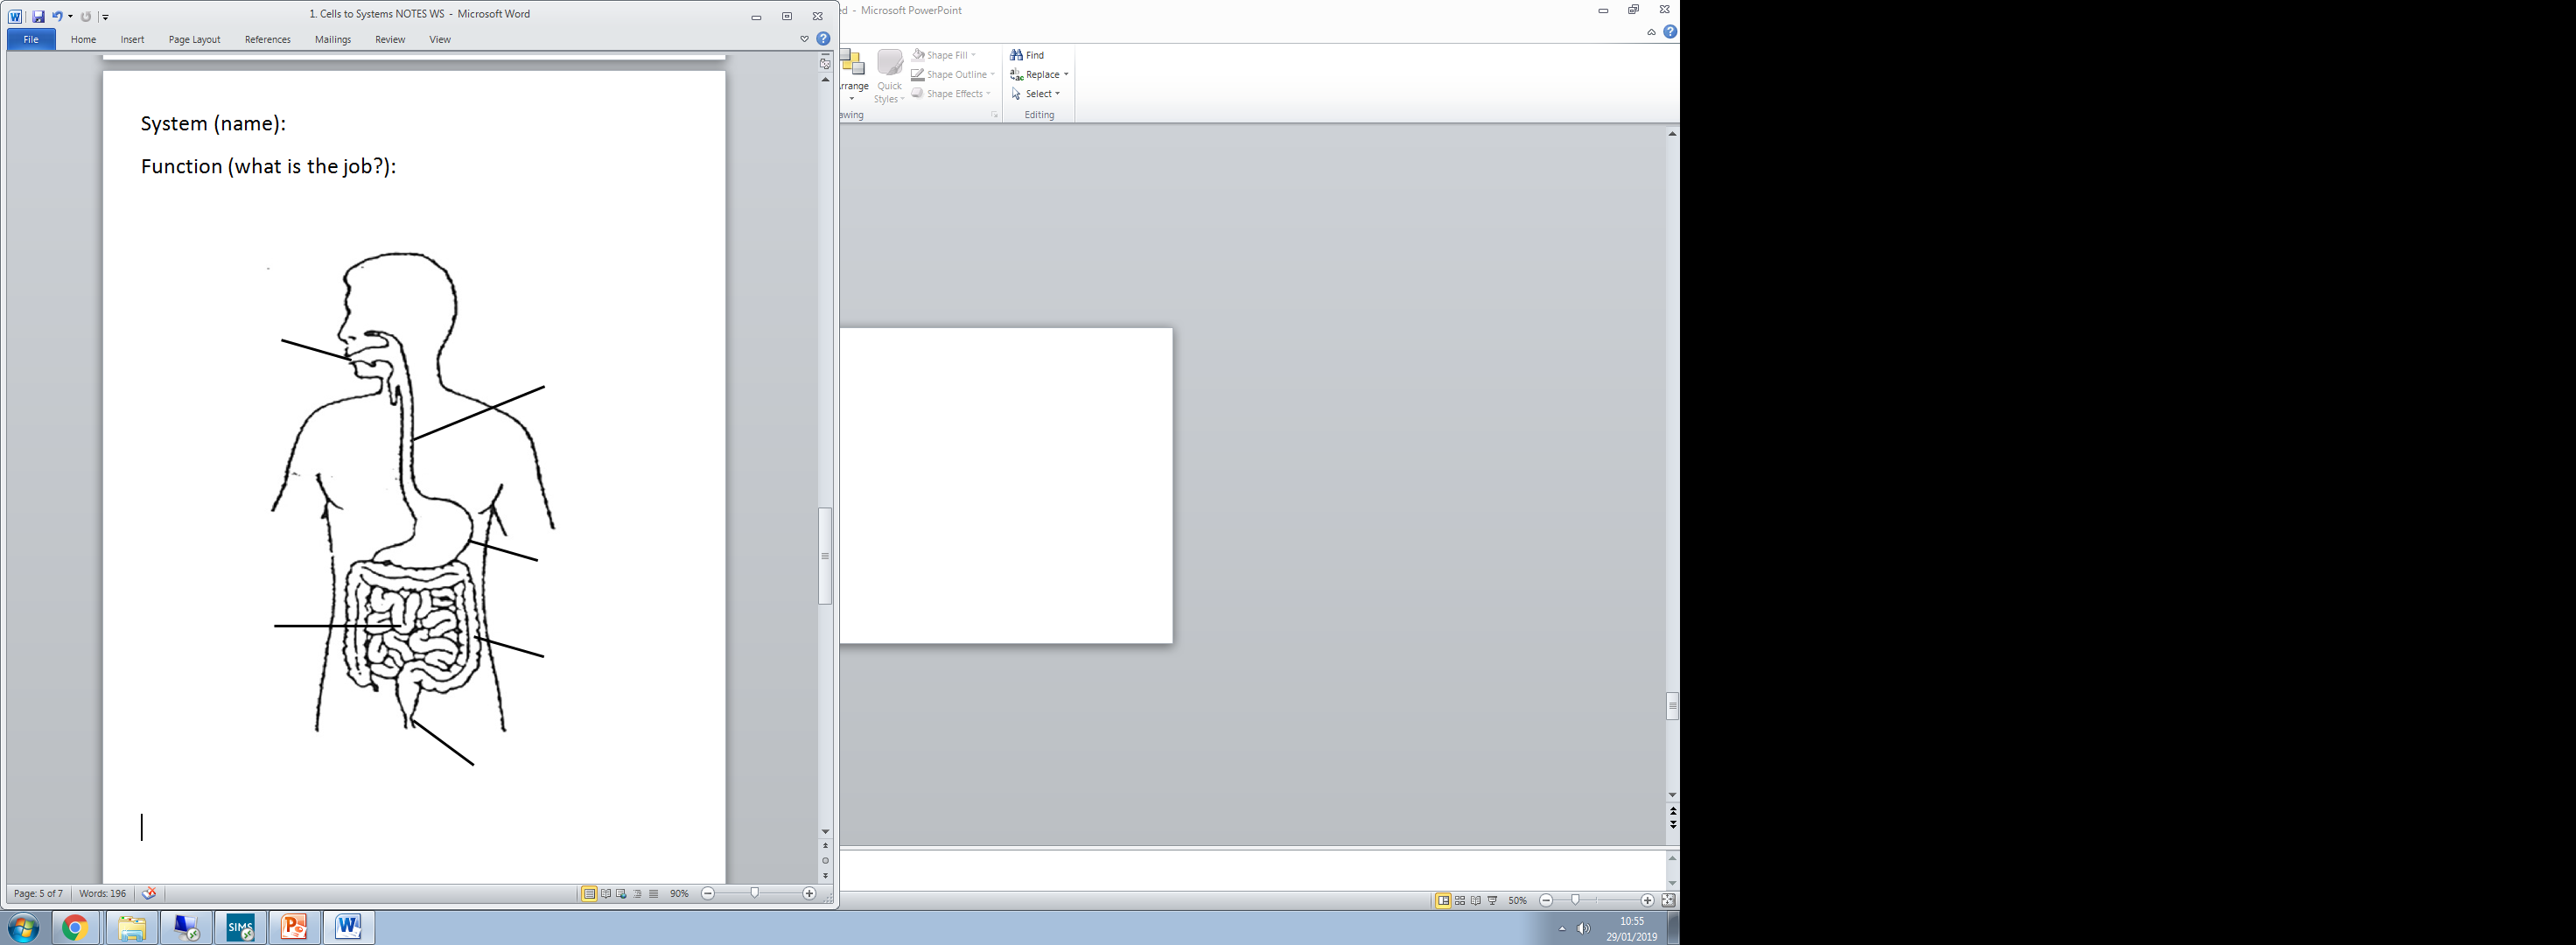 1. Cells to Systems NOTES WS - Microsoft Word
File Home Insert Page Layout References Mailings Review View
System (name):
Function (what is the job?):
Page: 5 of 7 Words: 196 90%
ed - Microsoft PowerPoint
rrange
Quick
Styles
Shape Fill
Shape Outline
Shape Effects
awing
Find
Replace
Select
Editing
50%
SIMS
10:55
29/01/2019